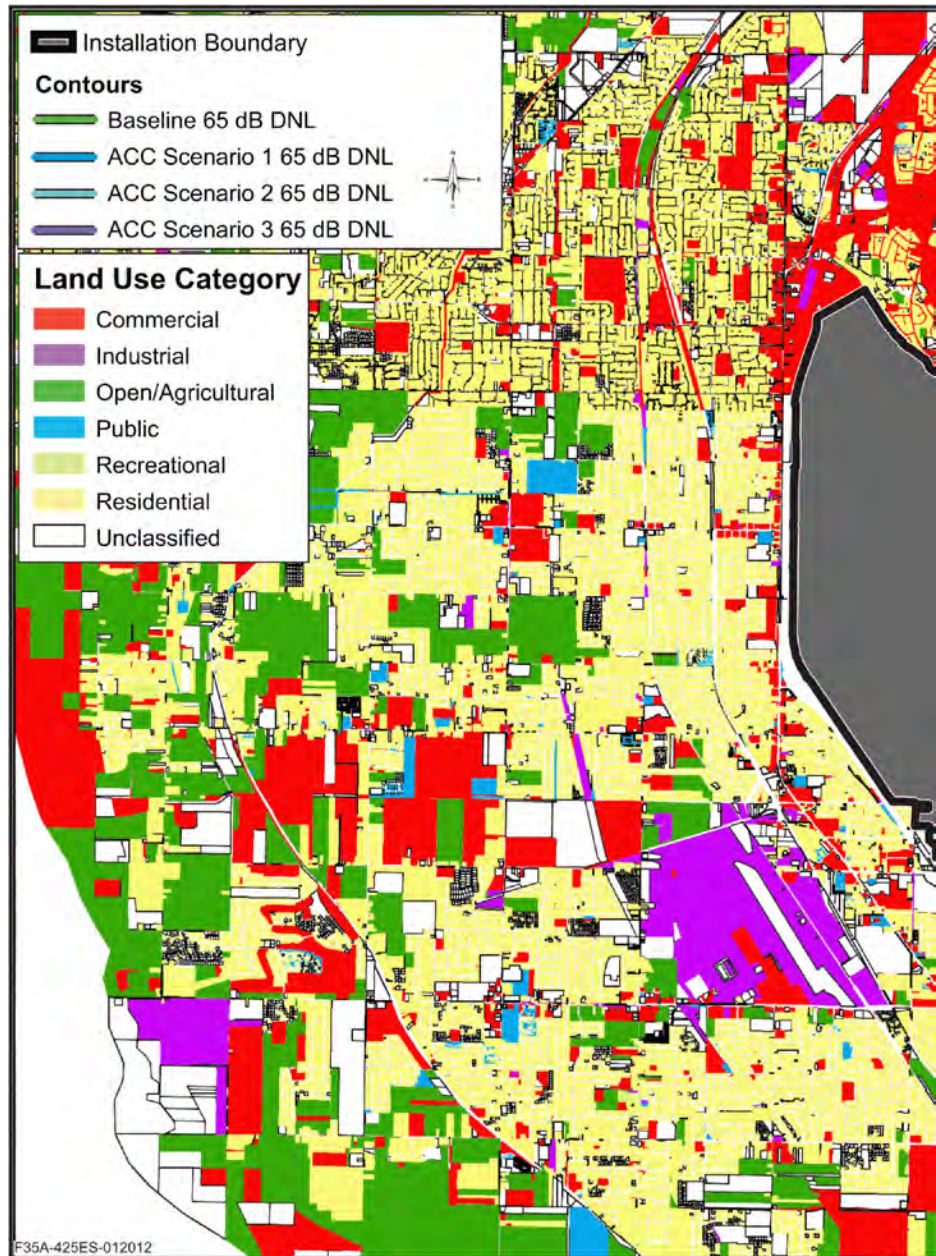 Installation Boundary
Contours
Baseline 65 dB DNL
ACC Scenario 1 65 dB DNL
ACC Scenario 2 65 dB DNL
ACC Scenario 3 65 dB DNL
Land Use Category
Commercial
Industrial
Open/Agricultural
Public
Recreational
Residential
Unclassified
F35A-425ES-012012